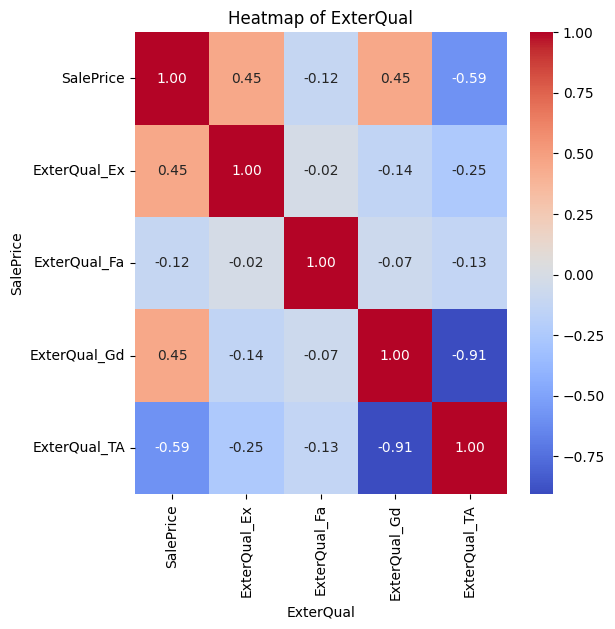 Heatmap of ExterQual
SalePrice 1.00 0.45 -0.12 0.45 -0.59
ExterQual_Ex 0.45 1.00 -0.02 -0.14 -0.25
ExterQual_Fa -0.12 -0.02 1.00 -0.07 -0.13
ExterQual_Gd 0.45 -0.14 -0.07 1.00 -0.91
ExterQual_TA -0.59 -0.25 -0.13 -0.91 1.00
SalePrice
SalePrice ExterQual_Ex ExterQual_Fa ExterQual_Gd ExterQual_TA
ExterQual
1.00
0.75
0.50
0.25
0.00
−0.25
−0.50
−0.75